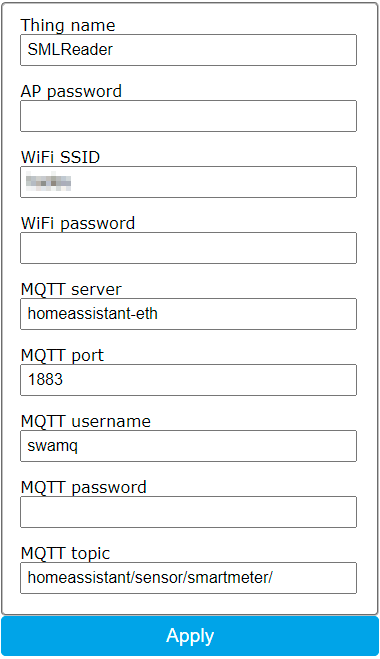 Thing name
SMLReader
AP password
WiFi SSID
WiFi password
MQTT server
homeassistant-eth
MQTT port
1883
MQTT username
swamq
MQTT password
MQTT topic
homeassistant/sensor/smartmeter/
Apply